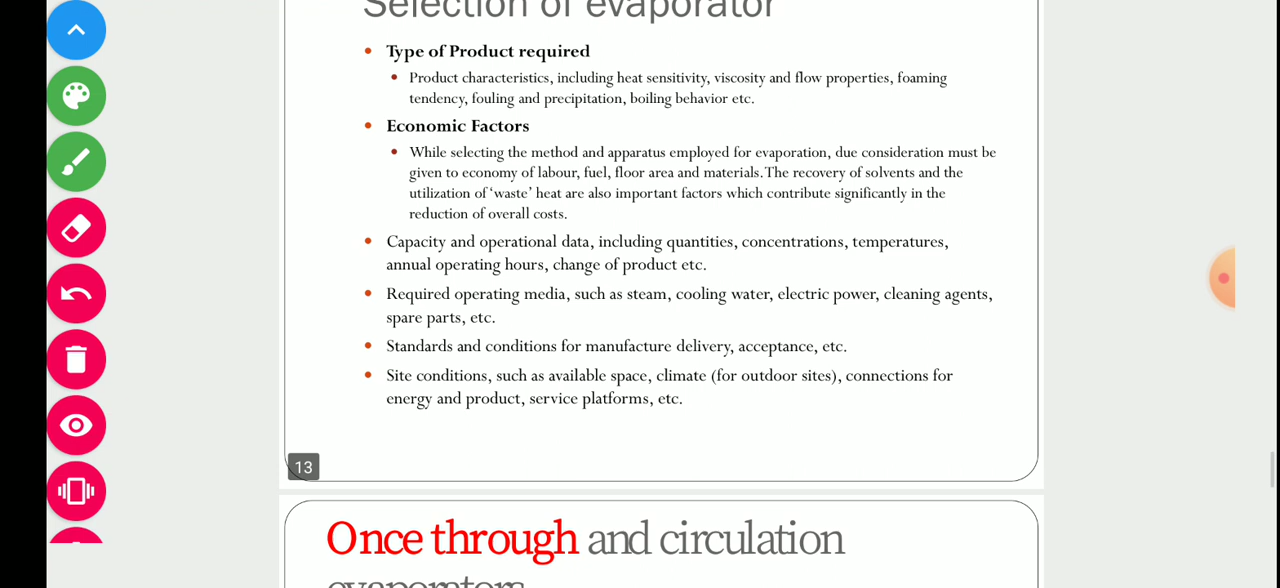 Selection of evaporator
Type of Product required
Product characteristics, including heat sensitivity, viscosity and flow properties, foaming
tendency, fouling and precipitation, boiling behavior etc.
Economic Factors
While selecting the method and apparatus employed for evaporation, due consideration must be
given to economy of labour, fuel, floor area and materials. The recovery of solvents and the
utilization of ‘waste’ heat are also important factors which contribute significantly in the
reduction of overall costs.
Capacity and operational data, including quantities, concentrations, temperatures,
annual operating hours, change of product etc.
Required operating media, such as steam, cooling water, electric power, cleaning agents,
spare parts, etc.
Standards and conditions for manufacture delivery, acceptance, etc.
Site conditions, such as available space, climate (for outdoor sites), connections for
energy and product, service platforms, etc.
13
Once through and circulation
evaporators